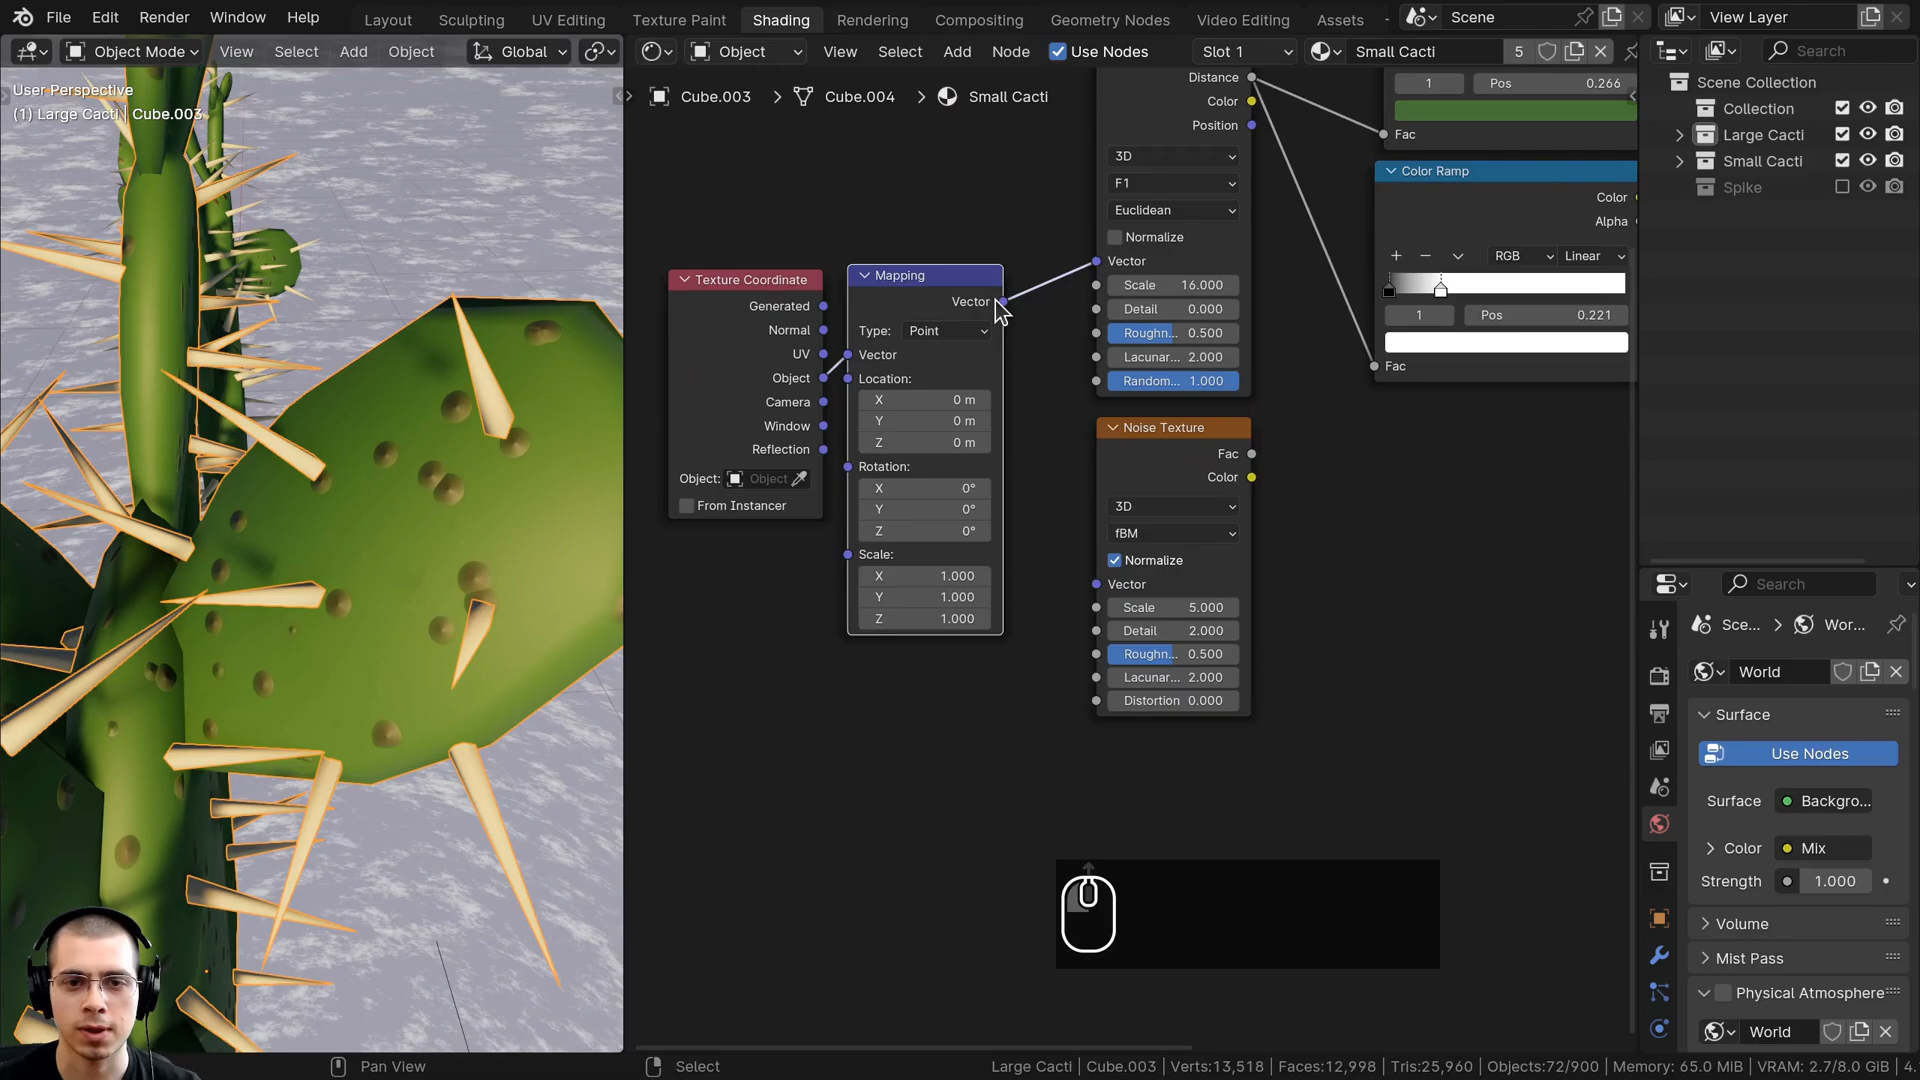 File Edit Render Window Help
Layout Sculpting UV Editing Texture Paint Shading Rendering Compositing Geometry Nodes Video Editing Assets
Scene
View Layer
Object Mode View Select Add Object Global
Object View Select Add Node Use Nodes Slot 1 Small Cacti 5
Search
User Perspective
(1) Large Cacti | Cube.003
Cube.003 > Cube.004 > Small Cacti
Distance
Color
Position
3D
F1
Euclidean
Normalize
Vector
Scale 16.000
Detail 0.000
Roughn... 0.500
Lacunar... 2.000
Random... 1.000
1 Pos 0.266
Fac
Color Ramp
Color
Alpha
RGB Linear
1 Pos 0.221
Fac
Texture Coordinate
Generated
Normal
UV
Object
Camera
Window
Reflection
Object: Object
From Instancer
Mapping
Vector
Type: Point
Vector
Location:
X 0 m
Y 0 m
Z 0 m
Rotation:
X 0°
Y 0°
Z 0°
Scale:
X 1.000
Y 1.000
Z 1.000
Noise Texture
Fac
Color
3D
fBM
Normalize
Vector
Scale 5.000
Detail 2.000
Roughn... 0.500
Lacunar... 2.000
Distortion 0.000
Scene Collection
Collection
Large Cacti
Small Cacti
Spike
Search
Sce... > Wor...
World
Surface
Use Nodes
Surface Backgro...
Color Mix
Strength 1.000
Volume
Mist Pass
Physical Atmosphere
World
Pan View Select Large Cacti | Cube.003 | Verts:13,518 | Faces:12,998 | Tris:25,960 | Objects:72/900 | Memory: 65.0 MiB | VRAM: 2.7/8.0 GiB | 4.